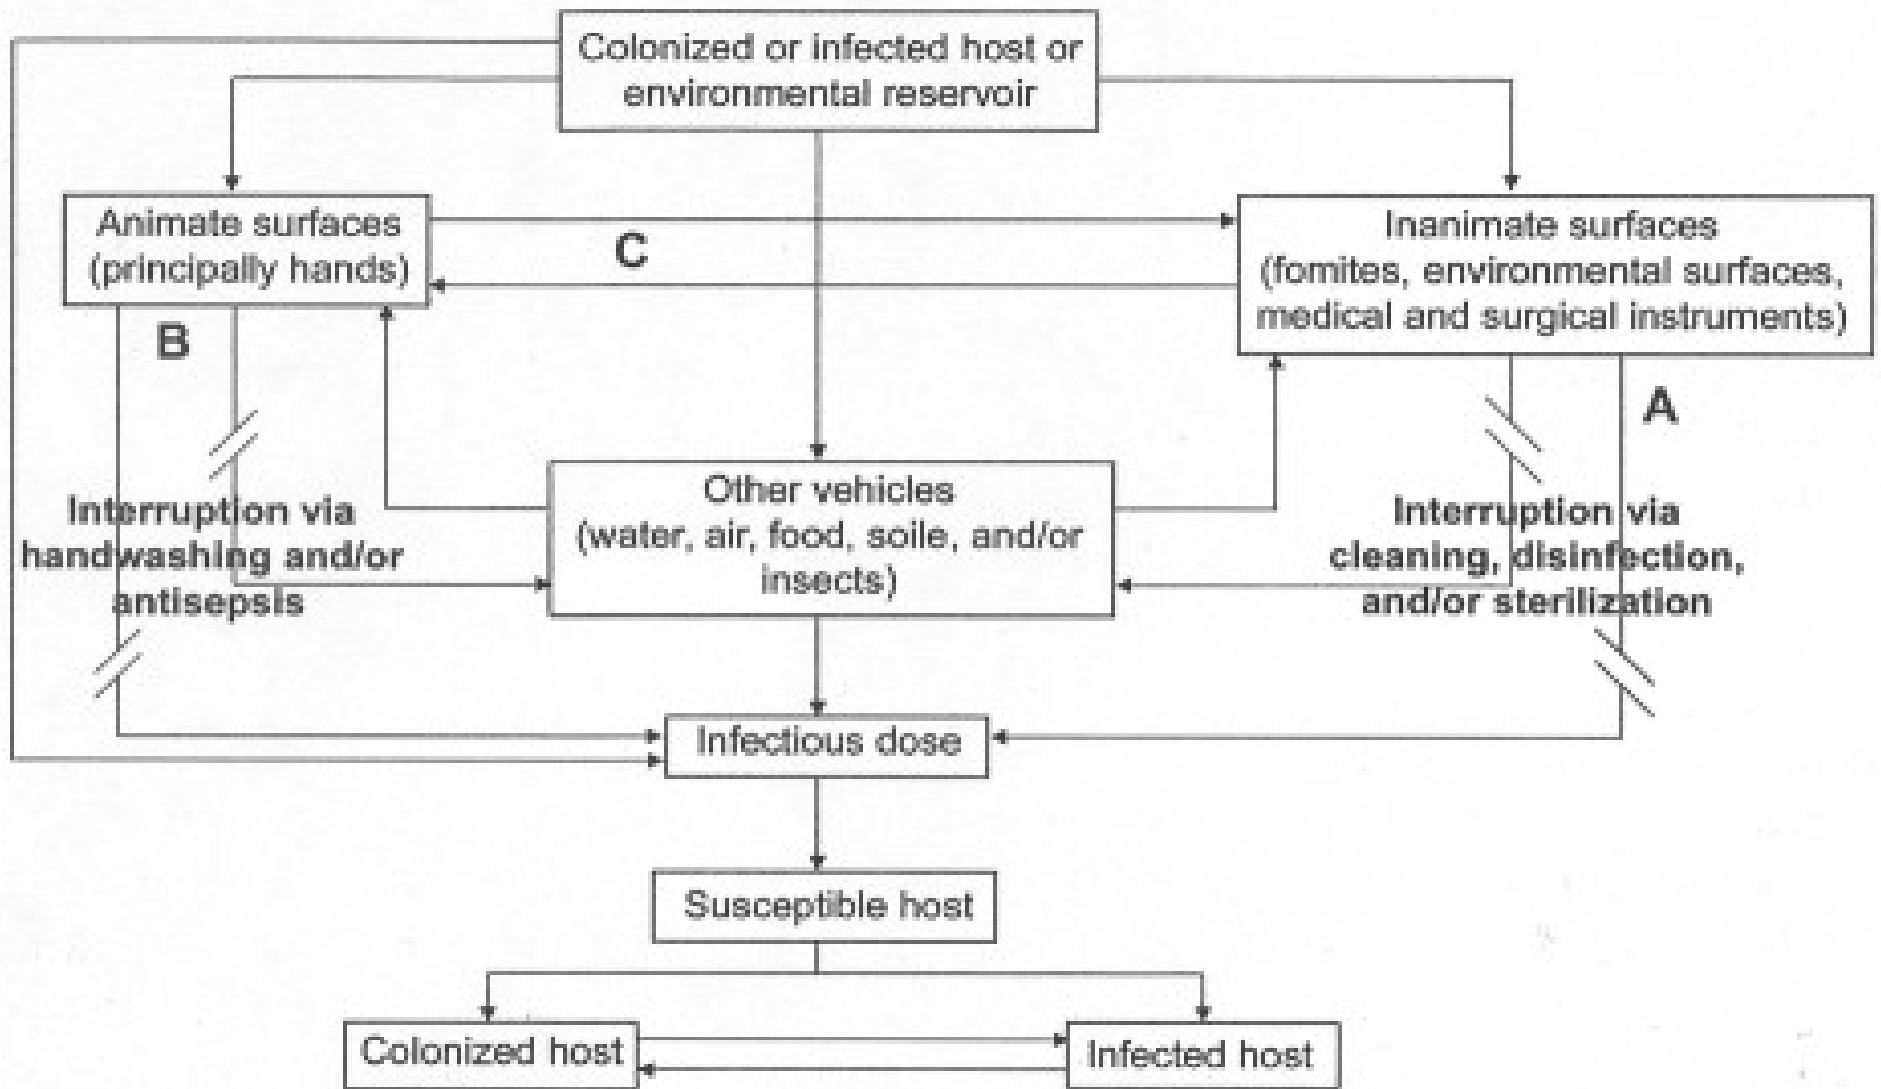 Colonized or infected host or
environmental reservoir
Animate surfaces
(principally hands)
C
Inanimate surfaces
(fomites, environmental surfaces,
medical and surgical instruments)
B
A
Other vehicles
(water, air, food, soile, and/or
insects)
Interruption via
handwashing and/or
antisepsis
Interruption via
cleaning, disinfection,
and/or sterilization
Infectious dose
Susceptible host
Colonized host
Infected host